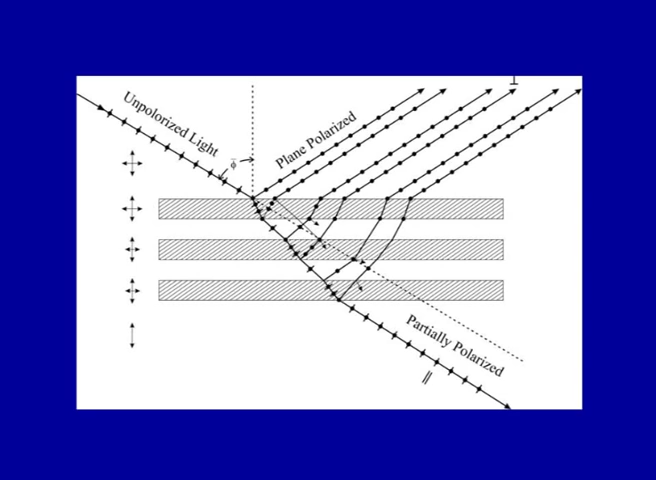 ⊥
Unpolorized Light
Plane Polarized
ϕ
Partially Polarized
//